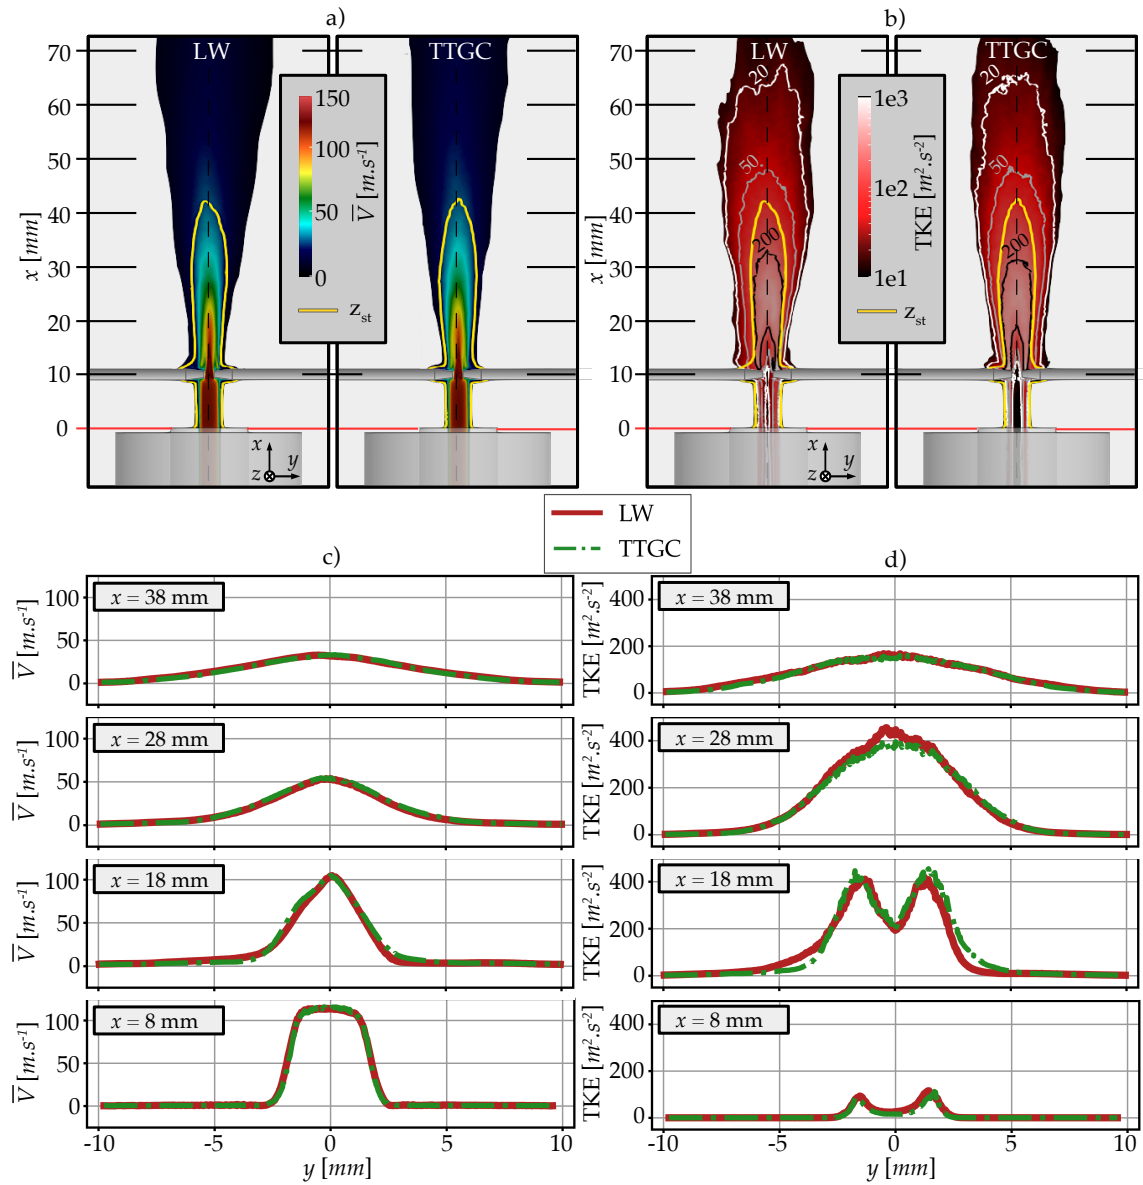 a)
b)
LW
TTGC
LW
TTGC
70
60
50
40
30
20
10
0
x [mm]
150
100
50
0
V [m.s⁻¹]
z_st
x
y
z
70
60
50
40
30
20
10
0
x [mm]
20
50
200
20
50
200
1e3
1e2
1e1
TKE [m².s⁻²]
z_st
x
y
z
LW
TTGC
c)
d)
x = 38 mm
100
50
0
V [m.s⁻¹]
x = 38 mm
400
200
0
TKE [m².s⁻²]
x = 28 mm
100
50
0
V [m.s⁻¹]
x = 28 mm
400
200
0
TKE [m².s⁻²]
x = 18 mm
100
50
0
V [m.s⁻¹]
x = 18 mm
400
200
0
TKE [m².s⁻²]
x = 8 mm
100
50
0
V [m.s⁻¹]
x = 8 mm
400
200
0
TKE [m².s⁻²]
-10 -5 0 5 10
y [mm]
-10 -5 0 5 10
y [mm]